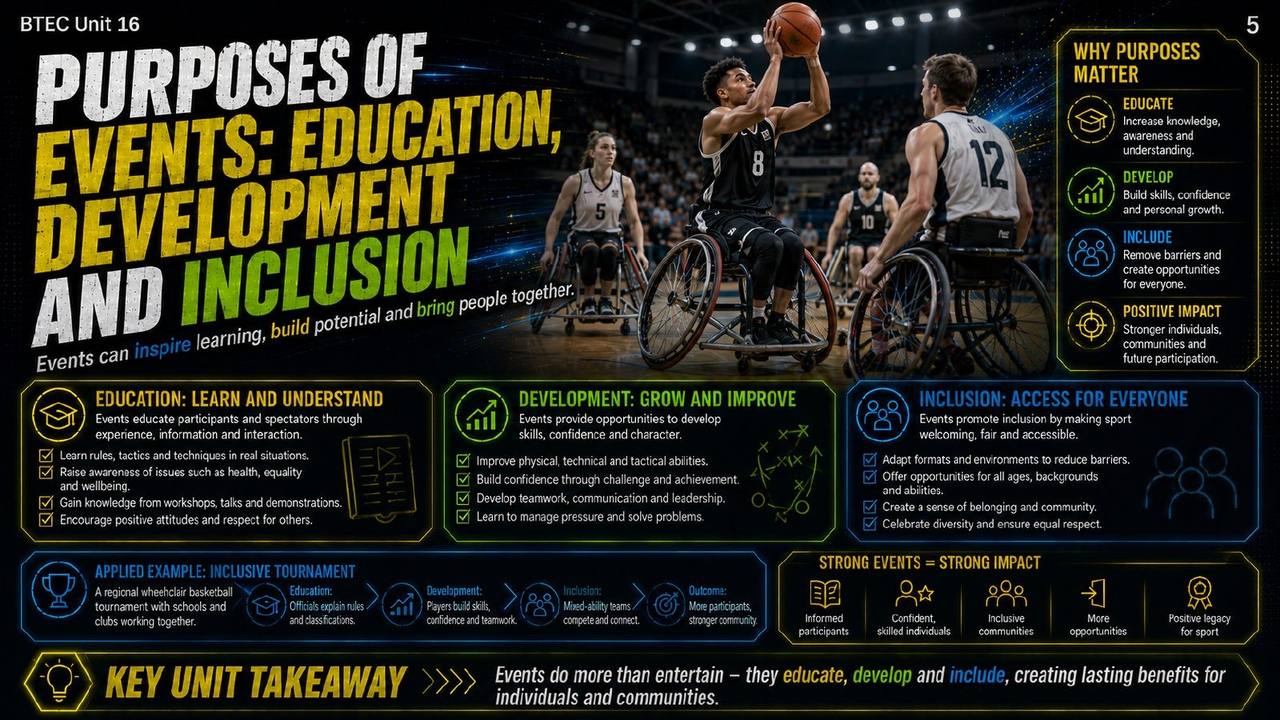 BTEC Unit 16
5
PURPOSES OF
EVENTS: EDUCATION,
DEVELOPMENT
AND INCLUSION
Events can inspire learning, build potential and bring people together.
5
8
10
12
WHY PURPOSES
MATTER
EDUCATE
Increase knowledge,
awareness and
understanding.
DEVELOP
Build skills, confidence
and personal growth.
INCLUDE
Remove barriers and
create opportunities
for everyone.
POSITIVE IMPACT
Stronger individuals,
communities and
future participation.
EDUCATION: LEARN AND UNDERSTAND
Events educate participants and spectators through
experience, information and interaction.
Learn rules, tactics and techniques in real situations.
Raise awareness of issues such as health, equality
and wellbeing.
Gain knowledge from workshops, talks and demonstrations.
Encourage positive attitudes and respect for others.
DEVELOPMENT: GROW AND IMPROVE
Events provide opportunities to develop
skills, confidence and character.
Improve physical, technical and tactical abilities.
Build confidence through challenge and achievement.
Develop teamwork, communication and leadership.
Learn to manage pressure and solve problems.
INCLUSION: ACCESS FOR EVERYONE
Events promote inclusion by making sport
welcoming, fair and accessible.
Adapt formats and environments to reduce barriers.
Offer opportunities for all ages, backgrounds
and abilities.
Create a sense of belonging and community.
Celebrate diversity and ensure equal respect.
APPLIED EXAMPLE: INCLUSIVE TOURNAMENT
A regional wheelchair basketball
tournament with schools and
clubs working together.
Education:
Officials explain rules
and classifications.
Development:
Players build skills,
confidence and teamwork.
Inclusion:
Mixed-ability teams
compete and connect.
Outcome:
More participants,
stronger community.
STRONG EVENTS = STRONG IMPACT
Informed
participants
Confident,
skilled individuals
Inclusive
communities
More
opportunities
Positive legacy
for sport
KEY UNIT TAKEAWAY
Events do more than entertain – they educate, develop and include, creating lasting benefits for
individuals and communities.